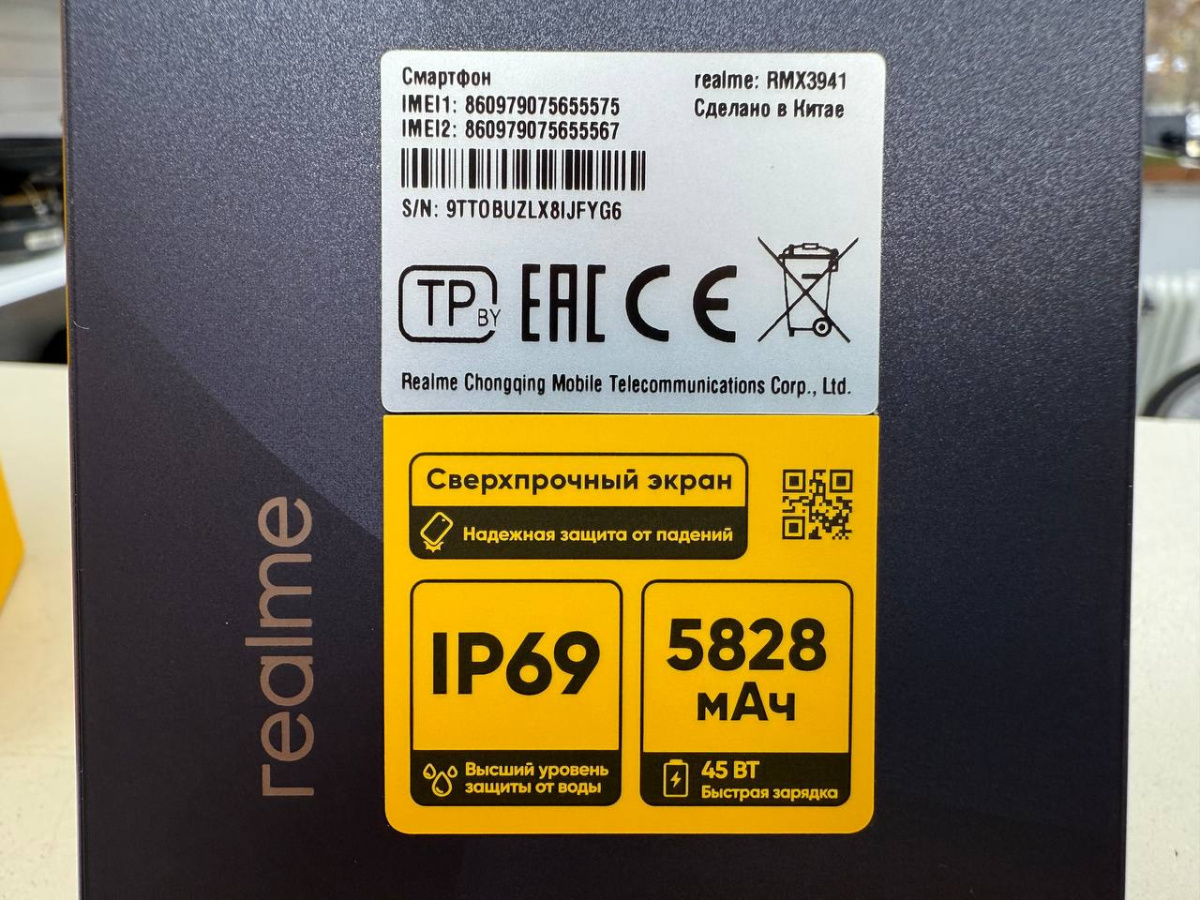 Смартфон
IMEI1: 860979075655575
IMEI2: 860979075655567
realme: RMX3941
Сделано в Китае
S/N: 9TTOBUZLX8IJFYG6
TP BY EAC CE
Realme Chongqing Mobile Telecommunications Corp., Ltd.
realme
Сверхпрочный экран
Надежная защита от падений
IP69
Высший уровень
защиты от воды
5828
мАч
45 ВТ
Быстрая зарядка